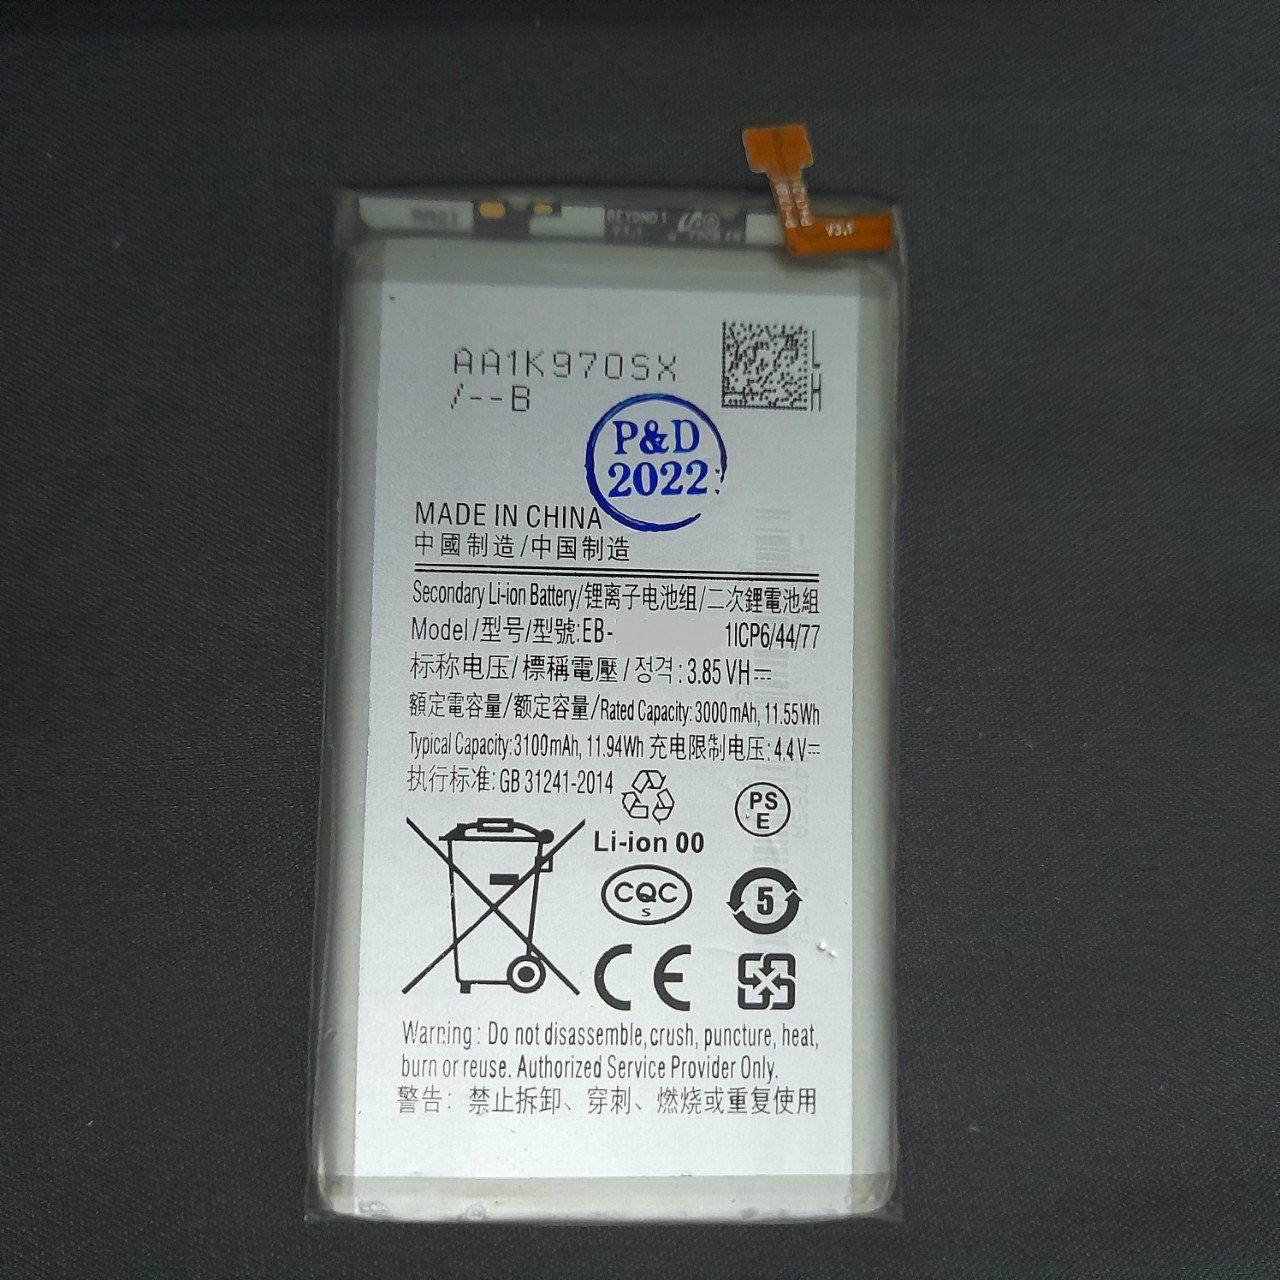 BEYOND 1
V3.1
AA1K970SX
/--B
L
H
P&D
2022
MADE IN CHINA
中國制造/中国制造
Secondary Li-ion Battery/锂离子电池组/二次鋰電池組
Model/型号/型號:EB- 1ICP6/44/77
标称电压/標稱電壓/정격:3.85VH⎓
額定電容量/额定容量/Rated Capacity: 3000mAh, 11.55Wh
Typical Capacity:3100mAh, 11.94Wh 充电限制电压:4.4V⎓
执行标准: GB 31241-2014
PS
E
Li-ion 00
CQC
S
5
CE
Warning: Do not disassemble, crush, puncture, heat,
burn or reuse. Authorized Service Provider Only.
警告: 禁止拆卸、穿刺、燃烧或重复使用